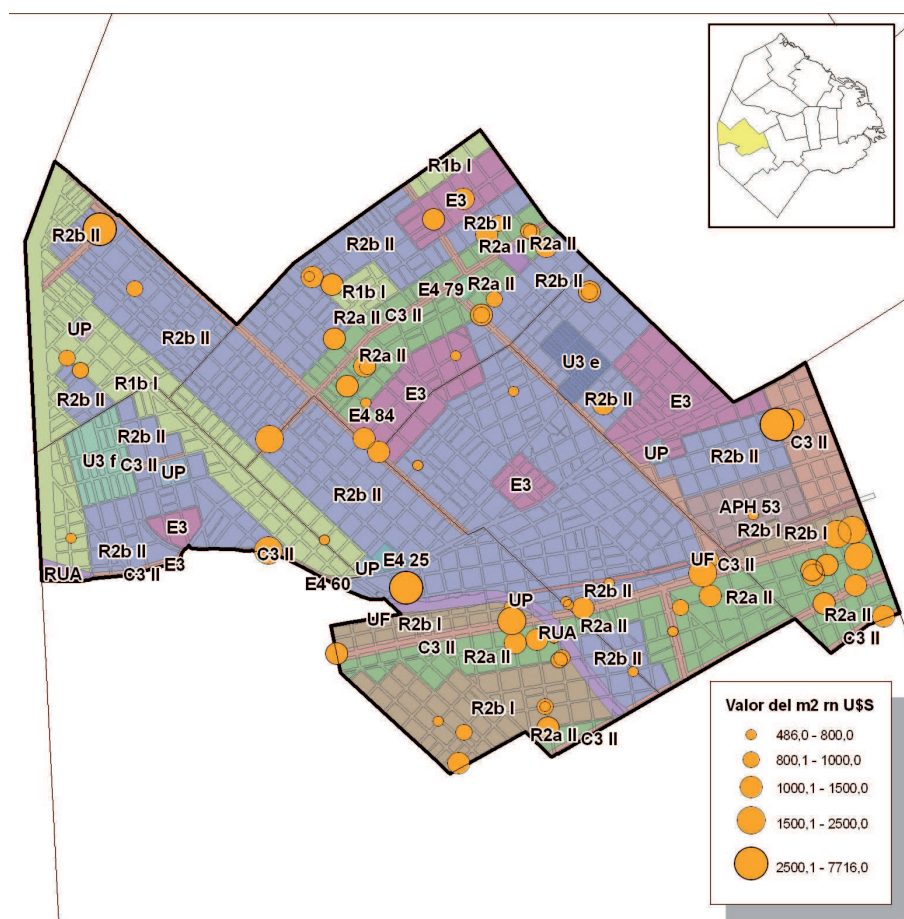 R1b I
E3
R2b II
R2b II
R2b II
R2a II
R2a II
R2b II
E4 79
R2a II
R1b I
R2a II
C3 II
UP
R2b II
R2a II
U3 e
R1b I
E3
R2b II
R2b II
E4 84
E3
C3 II
R2b II
U3 f
C3 II
UP
UP
R2b II
R2b II
E3
APH 53
E3
R2b I
R2b I
R2b II
C3 II
UP
E4 25
UF
C3 II
RUA
C3 II
E3
E4 60
R2b II
R2a II
UF
R2b I
UP
R2a II
R2a II
RUA
C3 II
C3 II
R2a II
R2b II
R2b I
R2a II
C3 II
Valor del m2 rn U$S
486,0 - 800,0
800,1 - 1000,0
1000,1 - 1500,0
1500,1 - 2500,0
2500,1 - 7716,0